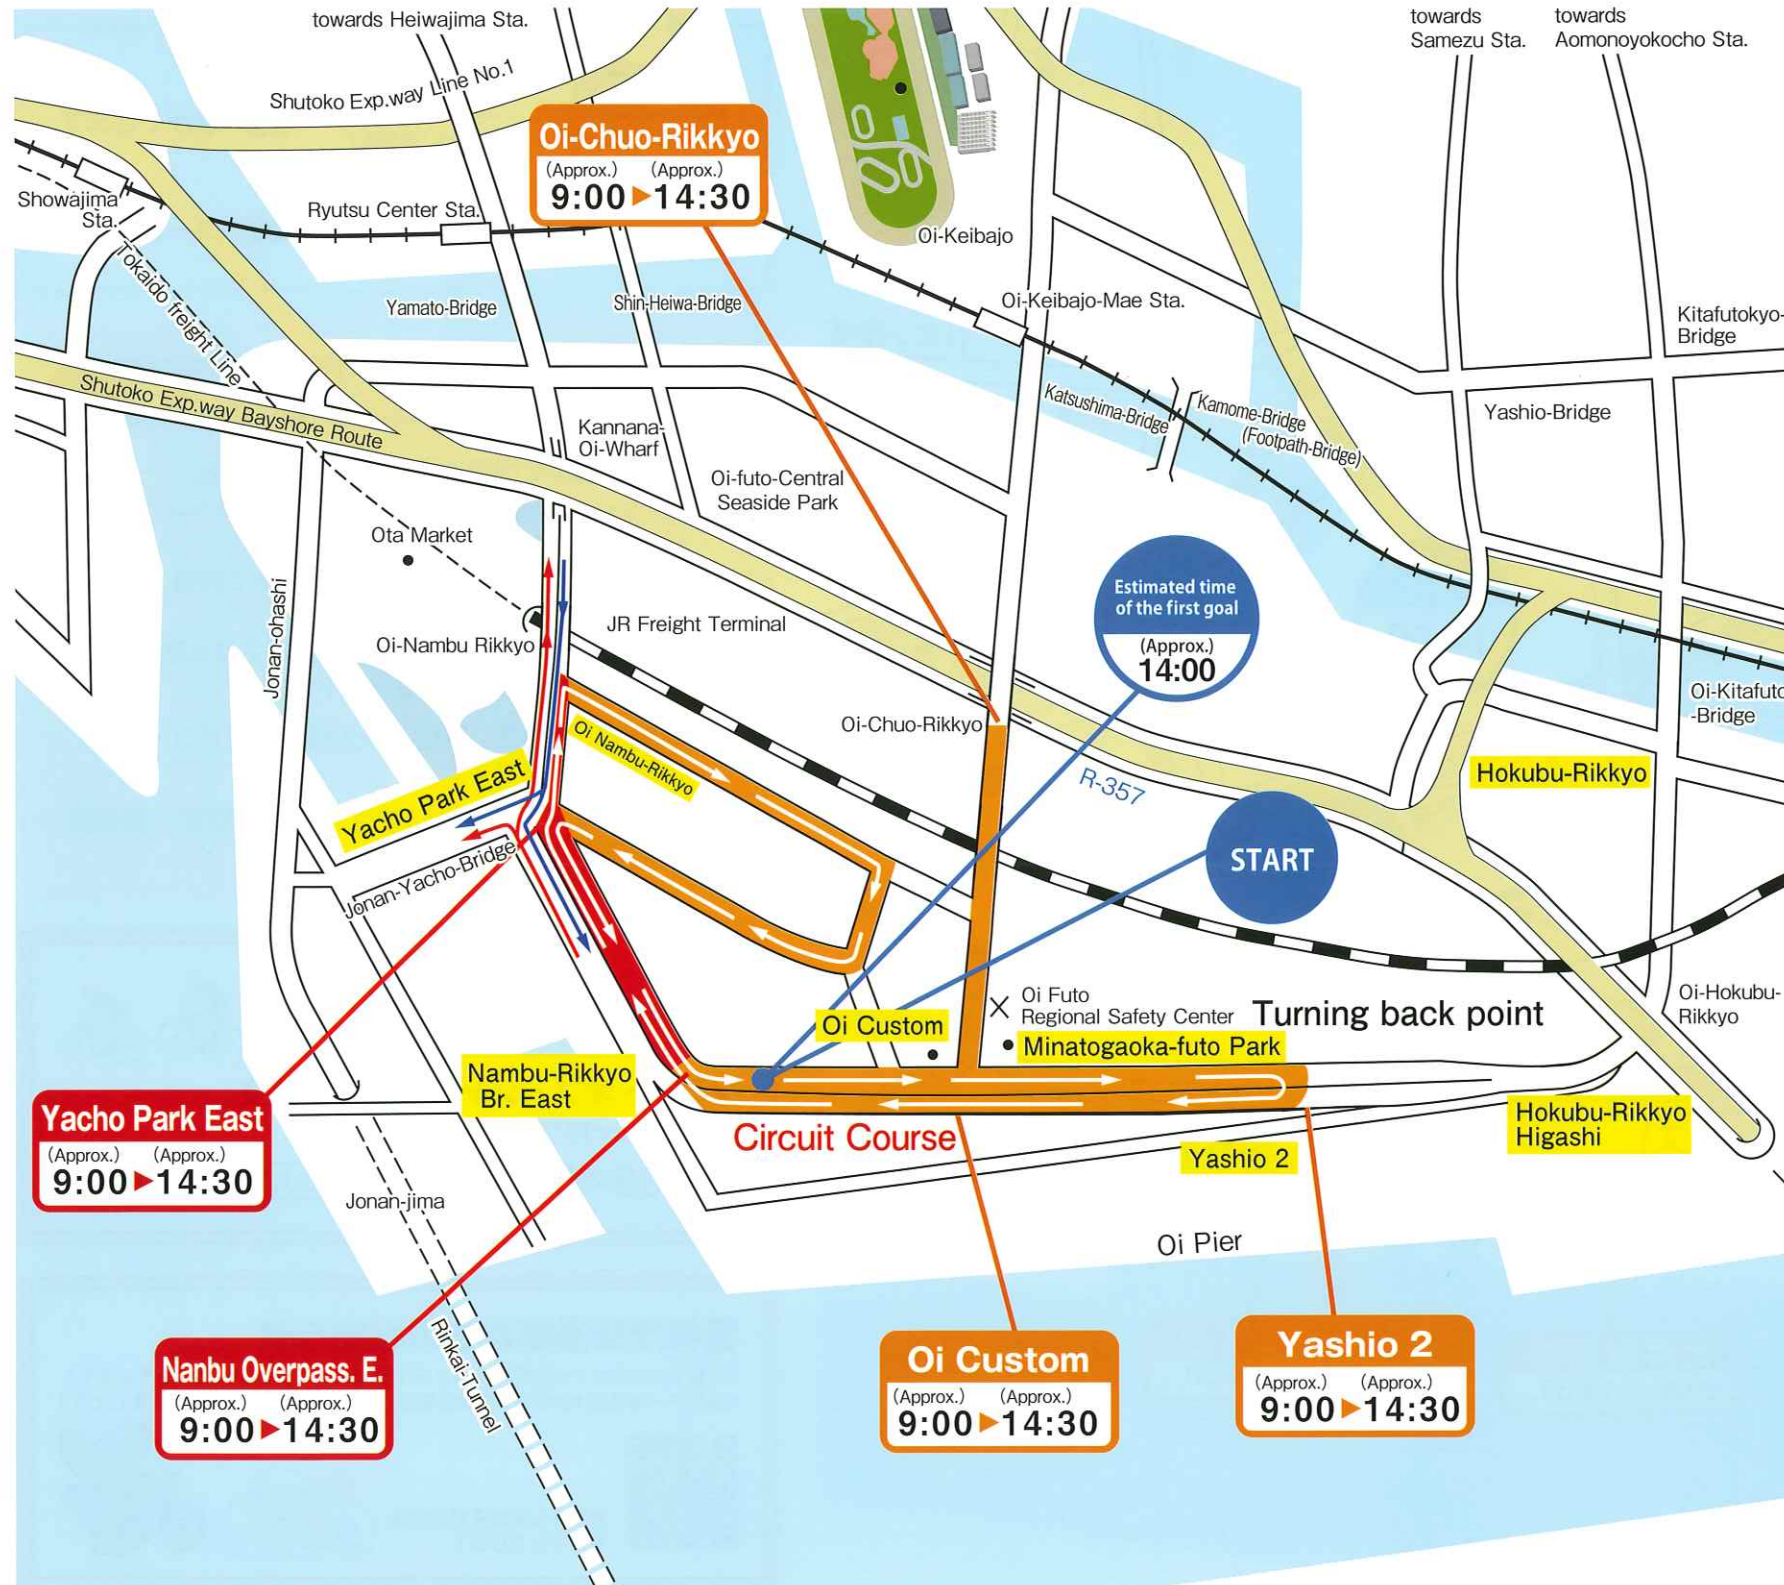 towards Heiwajima Sta.
towards
Samezu Sta.
towards
Aomonoyokocho Sta.
Shutoko Exp.way Line No.1
Oi-Chuo-Rikkyo
(Approx.) (Approx.)
9:00 ▶ 14:30
Showajima
Sta.
Ryutsu Center Sta.
Oi-Keibajo
Tokaido freight Line
Yamato-Bridge
Shin-Heiwa-Bridge
Oi-Keibajo-Mae Sta.
Kitafutokyo-
Bridge
Shutoko Exp.way Bayshore Route
Katsushima-Bridge
Kamome-Bridge
(Footpath-Bridge)
Yashio-Bridge
Kannana-
Oi-Wharf
Oi-futo-Central
Seaside Park
Ota Market
Jonan-ohashi
Oi-Nambu Rikkyo
JR Freight Terminal
Estimated time
of the first goal
(Approx.)
14:00
Oi-Kitafuto
-Bridge
Oi-Chuo-Rikkyo
Oi Nambu-Rikkyo
R-357
Hokubu-Rikkyo
Yacho Park East
START
Jonan-Yacho-Bridge
Oi Futo
Regional Safety Center
Turning back point
Oi-Hokubu-
Rikkyo
Oi Custom
Minatogaoka-futo Park
Nambu-Rikkyo
Br. East
Yacho Park East
(Approx.) (Approx.)
9:00 ▶ 14:30
Circuit Course
Hokubu-Rikkyo
Higashi
Yashio 2
Jonan-jima
Oi Pier
Rinkai-Tunnel
Nanbu Overpass. E.
(Approx.) (Approx.)
9:00 ▶ 14:30
Oi Custom
(Approx.) (Approx.)
9:00 ▶ 14:30
Yashio 2
(Approx.) (Approx.)
9:00 ▶ 14:30